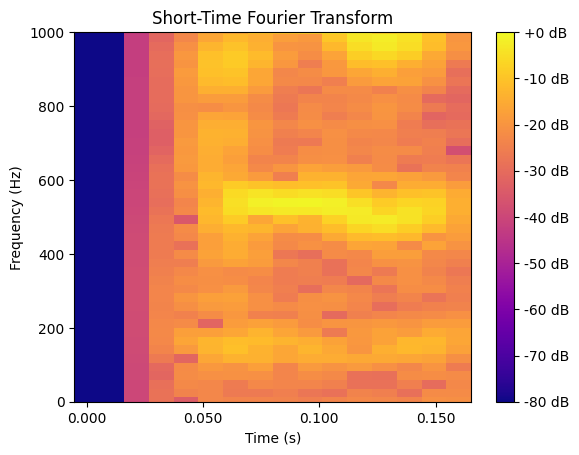 Short-Time Fourier Transform
1000
800
600
400
200
0
Frequency (Hz)
0.000
0.050
0.100
0.150
Time (s)
+0 dB
-10 dB
-20 dB
-30 dB
-40 dB
-50 dB
-60 dB
-70 dB
-80 dB